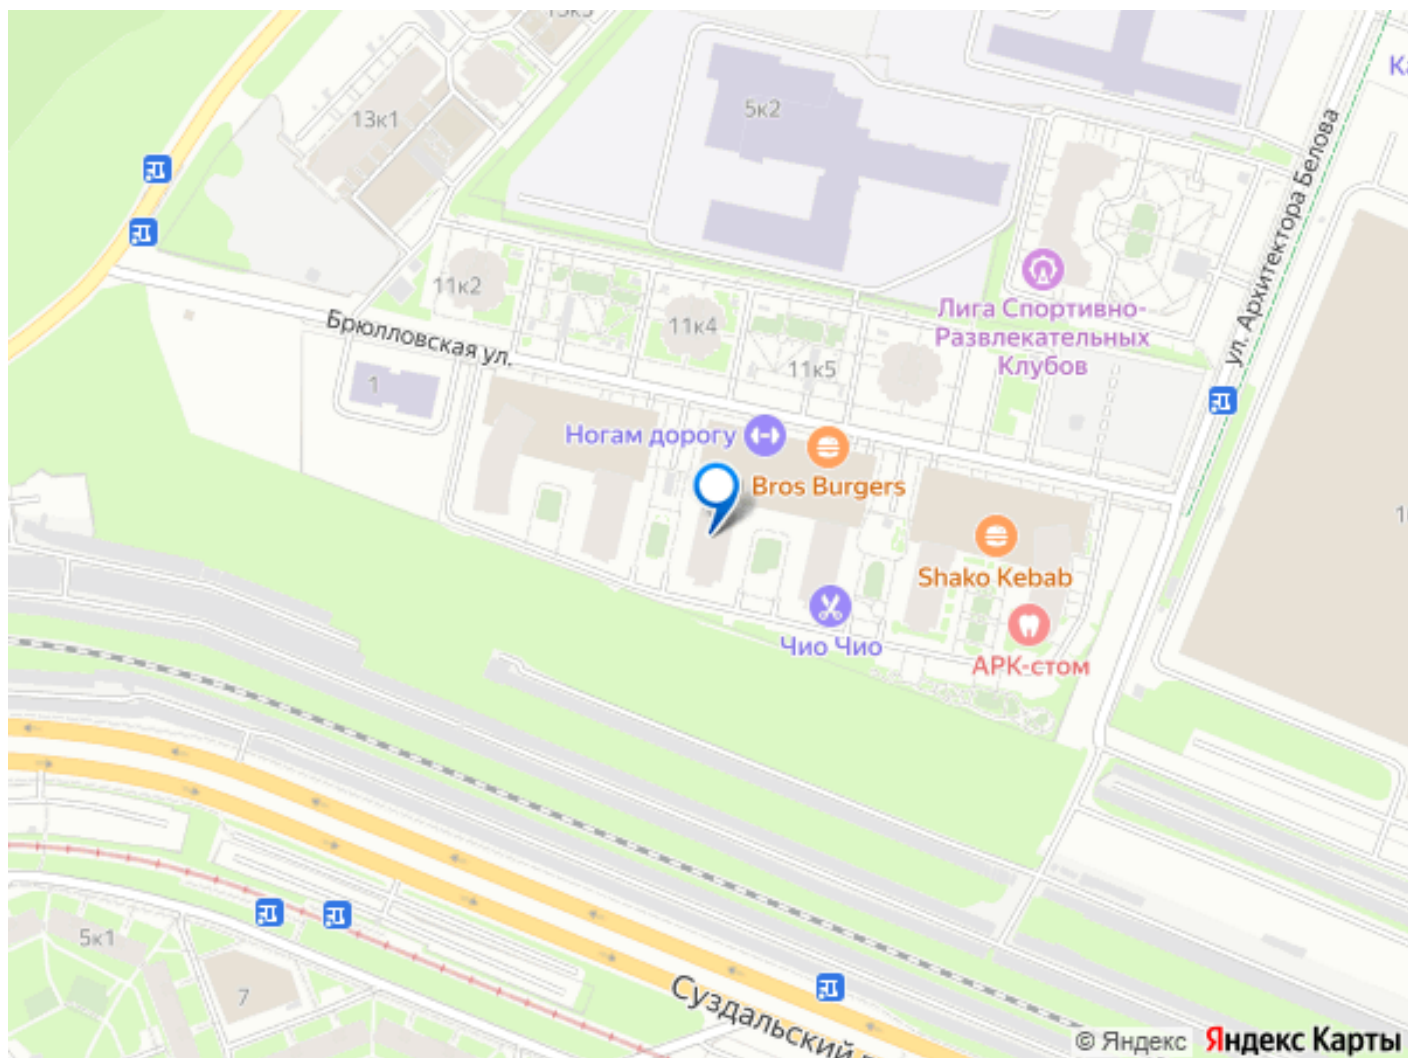 13к1
5к2
ул. Архитектора Белова
11к2
11к4
Лига Спортивно-
Развлекательных
Клубов
Брюлловская ул.
11к5
1
Ногам дорогу
Bros Burgers
Shako Kebab
Чио Чио
АРК-стом
5к1
7
Суздальский
© Яндекс Яндекс Карты